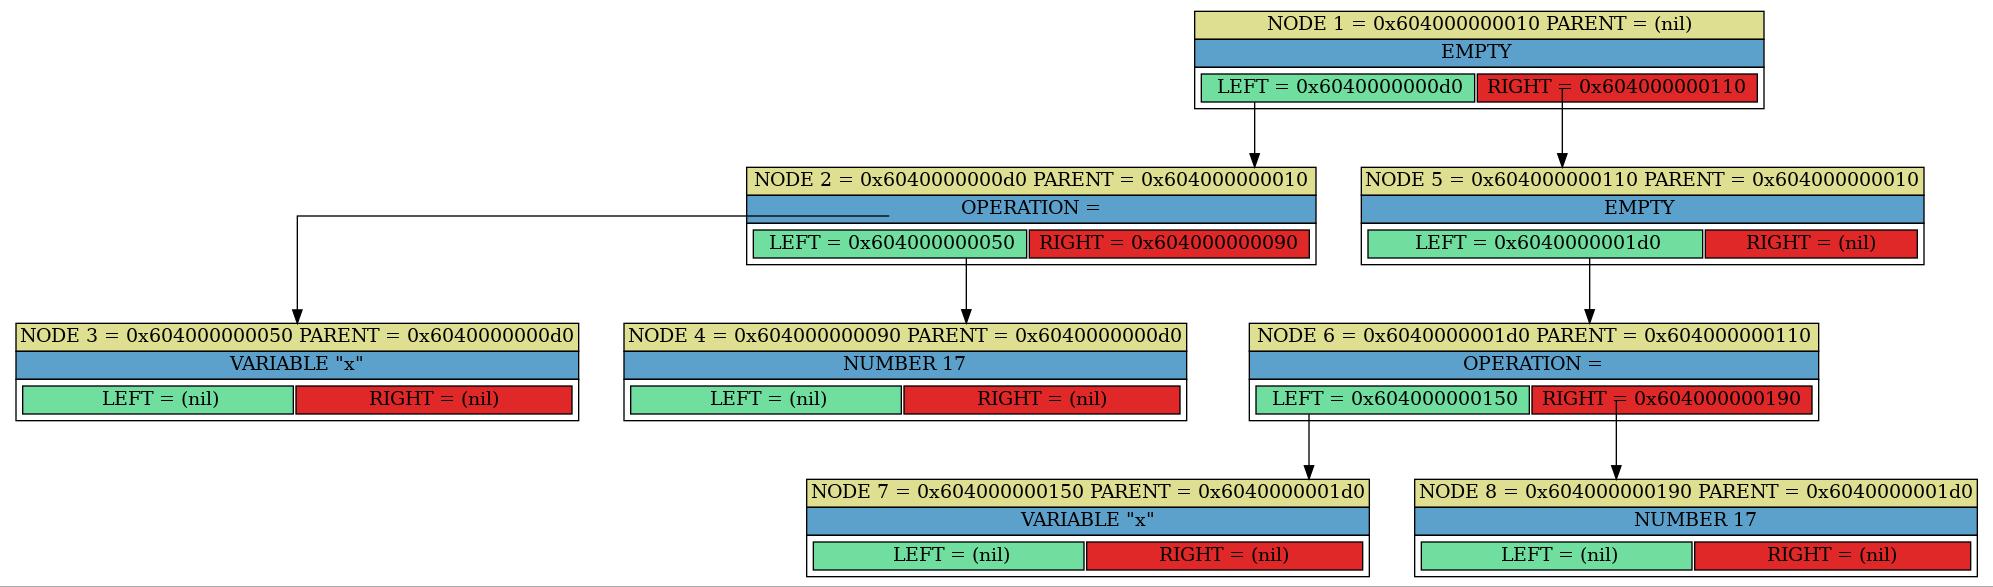 NODE 1 = 0x604000000010 PARENT = (nil)
EMPTY
LEFT = 0x6040000000d0 RIGHT = 0x604000000110
NODE 2 = 0x6040000000d0 PARENT = 0x604000000010
OPERATION =
LEFT = 0x604000000050 RIGHT = 0x604000000090
NODE 5 = 0x604000000110 PARENT = 0x604000000010
EMPTY
LEFT = 0x6040000001d0 RIGHT = (nil)
NODE 3 = 0x604000000050 PARENT = 0x6040000000d0
VARIABLE "x"
LEFT = (nil) RIGHT = (nil)
NODE 4 = 0x604000000090 PARENT = 0x6040000000d0
NUMBER 17
LEFT = (nil) RIGHT = (nil)
NODE 6 = 0x6040000001d0 PARENT = 0x604000000110
OPERATION =
LEFT = 0x604000000150 RIGHT = 0x604000000190
NODE 7 = 0x604000000150 PARENT = 0x6040000001d0
VARIABLE "x"
LEFT = (nil) RIGHT = (nil)
NODE 8 = 0x604000000190 PARENT = 0x6040000001d0
NUMBER 17
LEFT = (nil) RIGHT = (nil)